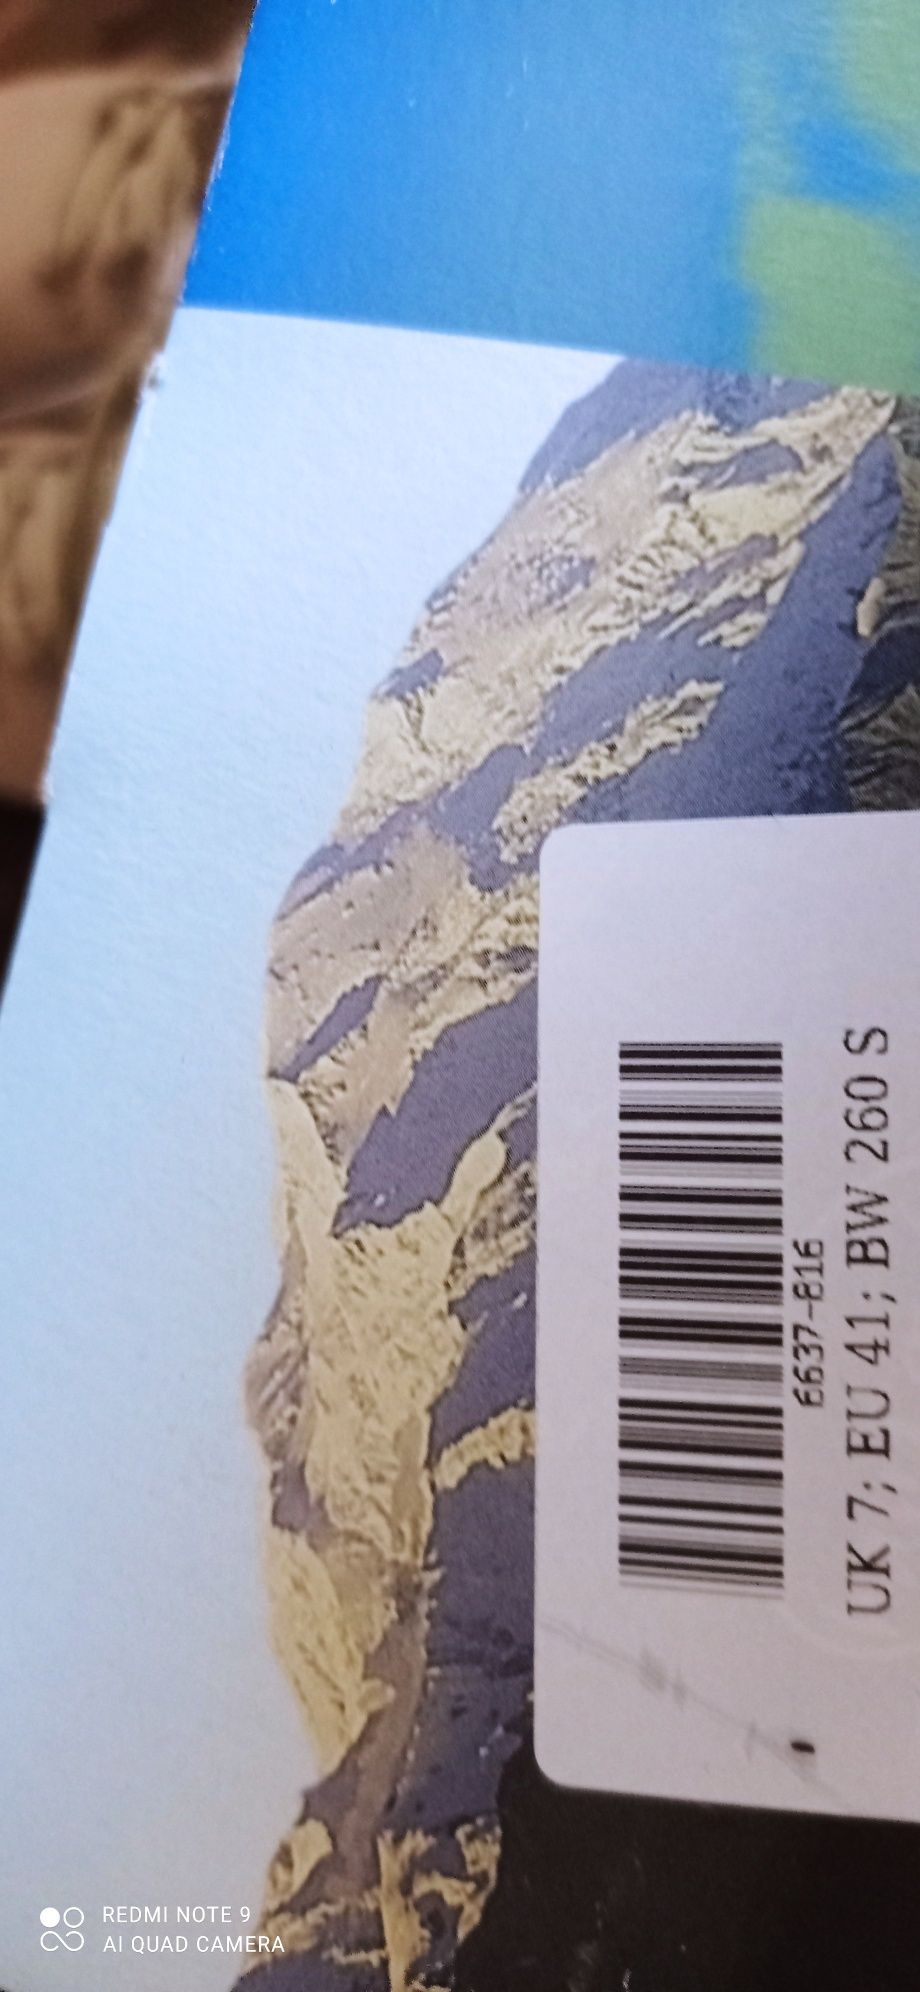 6637-816
UK 7; EU 41; BW 260 S
REDMI NOTE 9
AI QUAD CAMERA